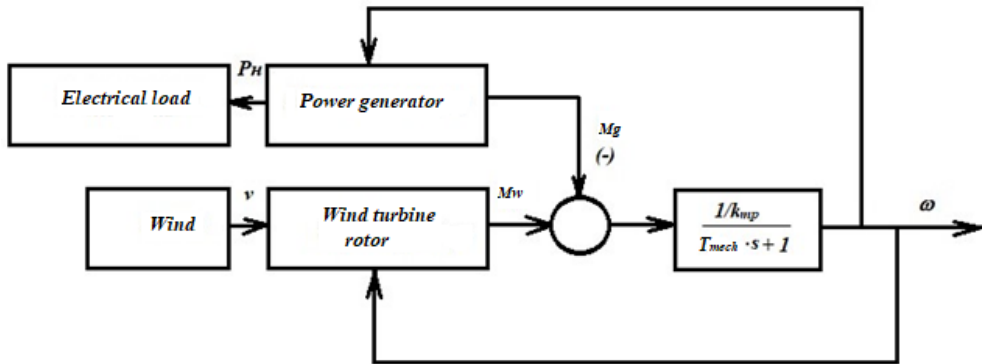 PH
Electrical load
Power generator
Mg
(-)
v
Mw
Wind
Wind turbine
rotor
1/kmp
Tmech · s + 1
ω